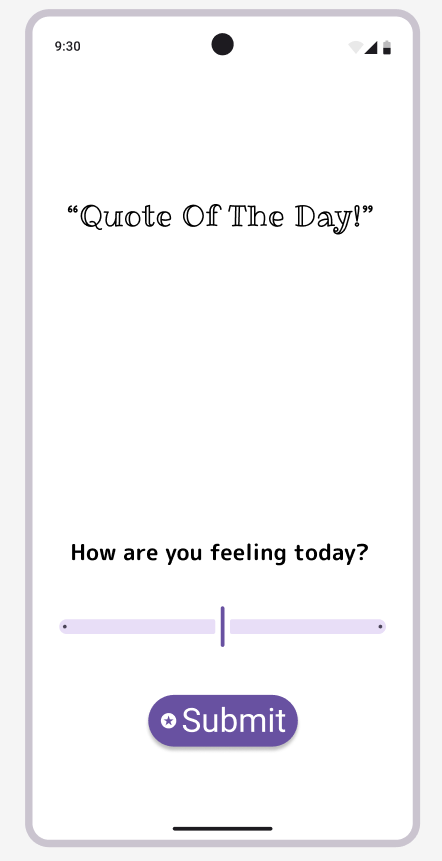 9:30
“Quote Of The Day!”
How are you feeling today?
Submit